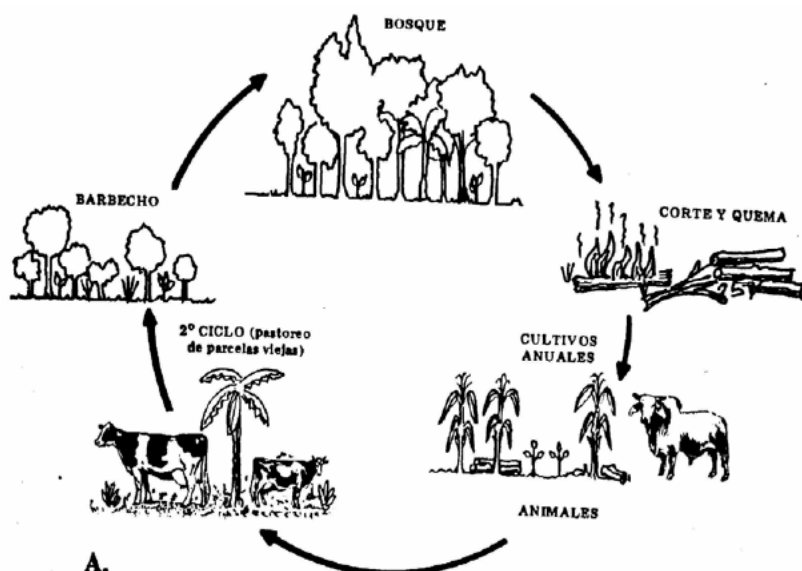 BOSQUE
CORTE Y QUEMA
CULTIVOS
ANUALES
ANIMALES
2º CICLO (pastoreo
de parcelas viejas)
BARBECHO
A.